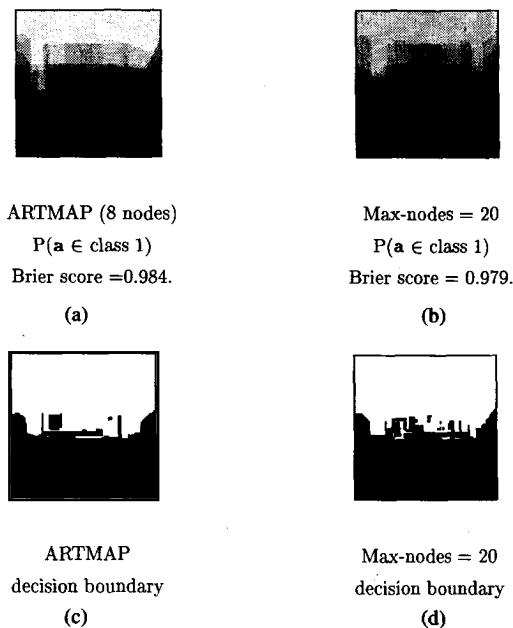 ARTMAP (8 nodes)
P(a ∈ class 1)
Brier score =0.984.
(a)
Max-nodes = 20
P(a ∈ class 1)
Brier score = 0.979.
(b)
ARTMAP
decision boundary
(c)
Max-nodes = 20
decision boundary
(d)